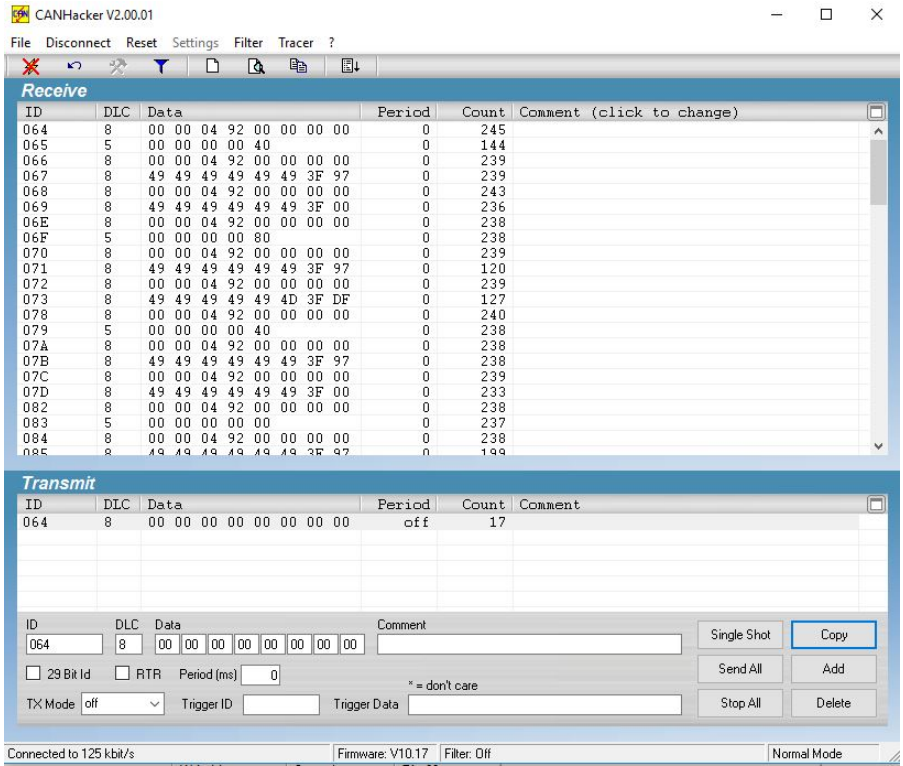 CANHacker V2.00.01
File Disconnect Reset Settings Filter Tracer ?
Receive
ID DLC Data Period Count Comment (click to change)
064 8 00 00 04 92 00 00 00 00 0 245
065 5 00 00 00 00 40 0 144
066 8 00 00 04 92 00 00 00 00 0 239
067 8 49 49 49 49 49 49 3F 97 0 239
068 8 00 00 04 92 00 00 00 00 0 243
069 8 49 49 49 49 49 49 3F 00 0 236
06E 8 00 00 04 92 00 00 00 00 0 238
06F 5 00 00 00 00 80 0 238
070 8 00 00 04 92 00 00 00 00 0 239
071 8 49 49 49 49 49 49 3F 97 0 120
072 8 00 00 04 92 00 00 00 00 0 239
073 8 49 49 49 49 49 4D 3F DF 0 127
078 8 00 00 04 92 00 00 00 00 0 240
079 5 00 00 00 00 40 0 238
07A 8 00 00 04 92 00 00 00 00 0 238
07B 8 49 49 49 49 49 49 3F 97 0 238
07C 8 00 00 04 92 00 00 00 00 0 239
07D 8 49 49 49 49 49 49 3F 00 0 233
082 8 00 00 04 92 00 00 00 00 0 238
083 5 00 00 00 00 00 0 237
084 8 00 00 04 92 00 00 00 00 0 238
085 8 49 49 49 49 49 49 3F 97 0 199
Transmit
ID DLC Data Period Count Comment
064 8 00 00 00 00 00 00 00 00 off 17
ID DLC Data Comment
064 8 00 00 00 00 00 00 00 00
Single Shot Copy
29 Bit Id RTR Period (ms) 0
* = don't care
Send All Add
TX Mode off Trigger ID Trigger Data
Stop All Delete
Connected to 125 kbit/s Firmware: V10.17 Filter: Off Normal Mode